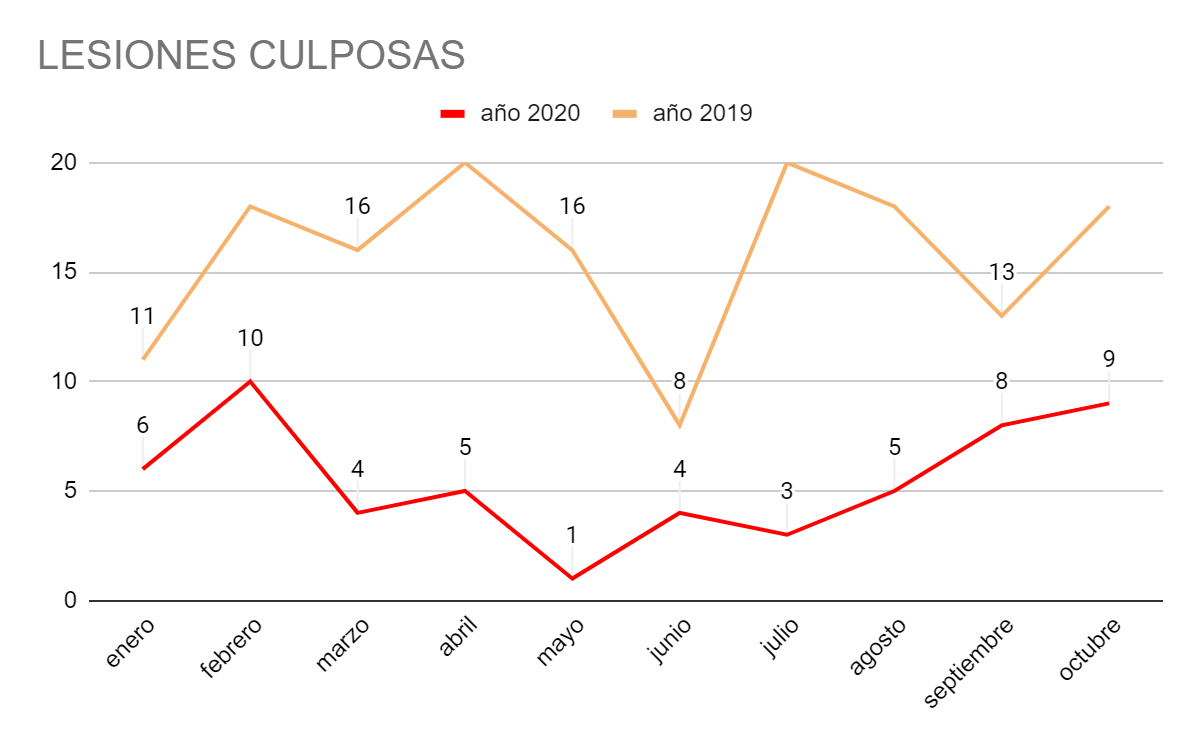 LESIONES CULPOSAS
año 2020 año 2019
20
15
10
5
0
11
16
16
8
13
6
10
4
5
1
4
3
5
8
9
enero
febrero
marzo
abril
mayo
junio
julio
agosto
septiembre
octubre